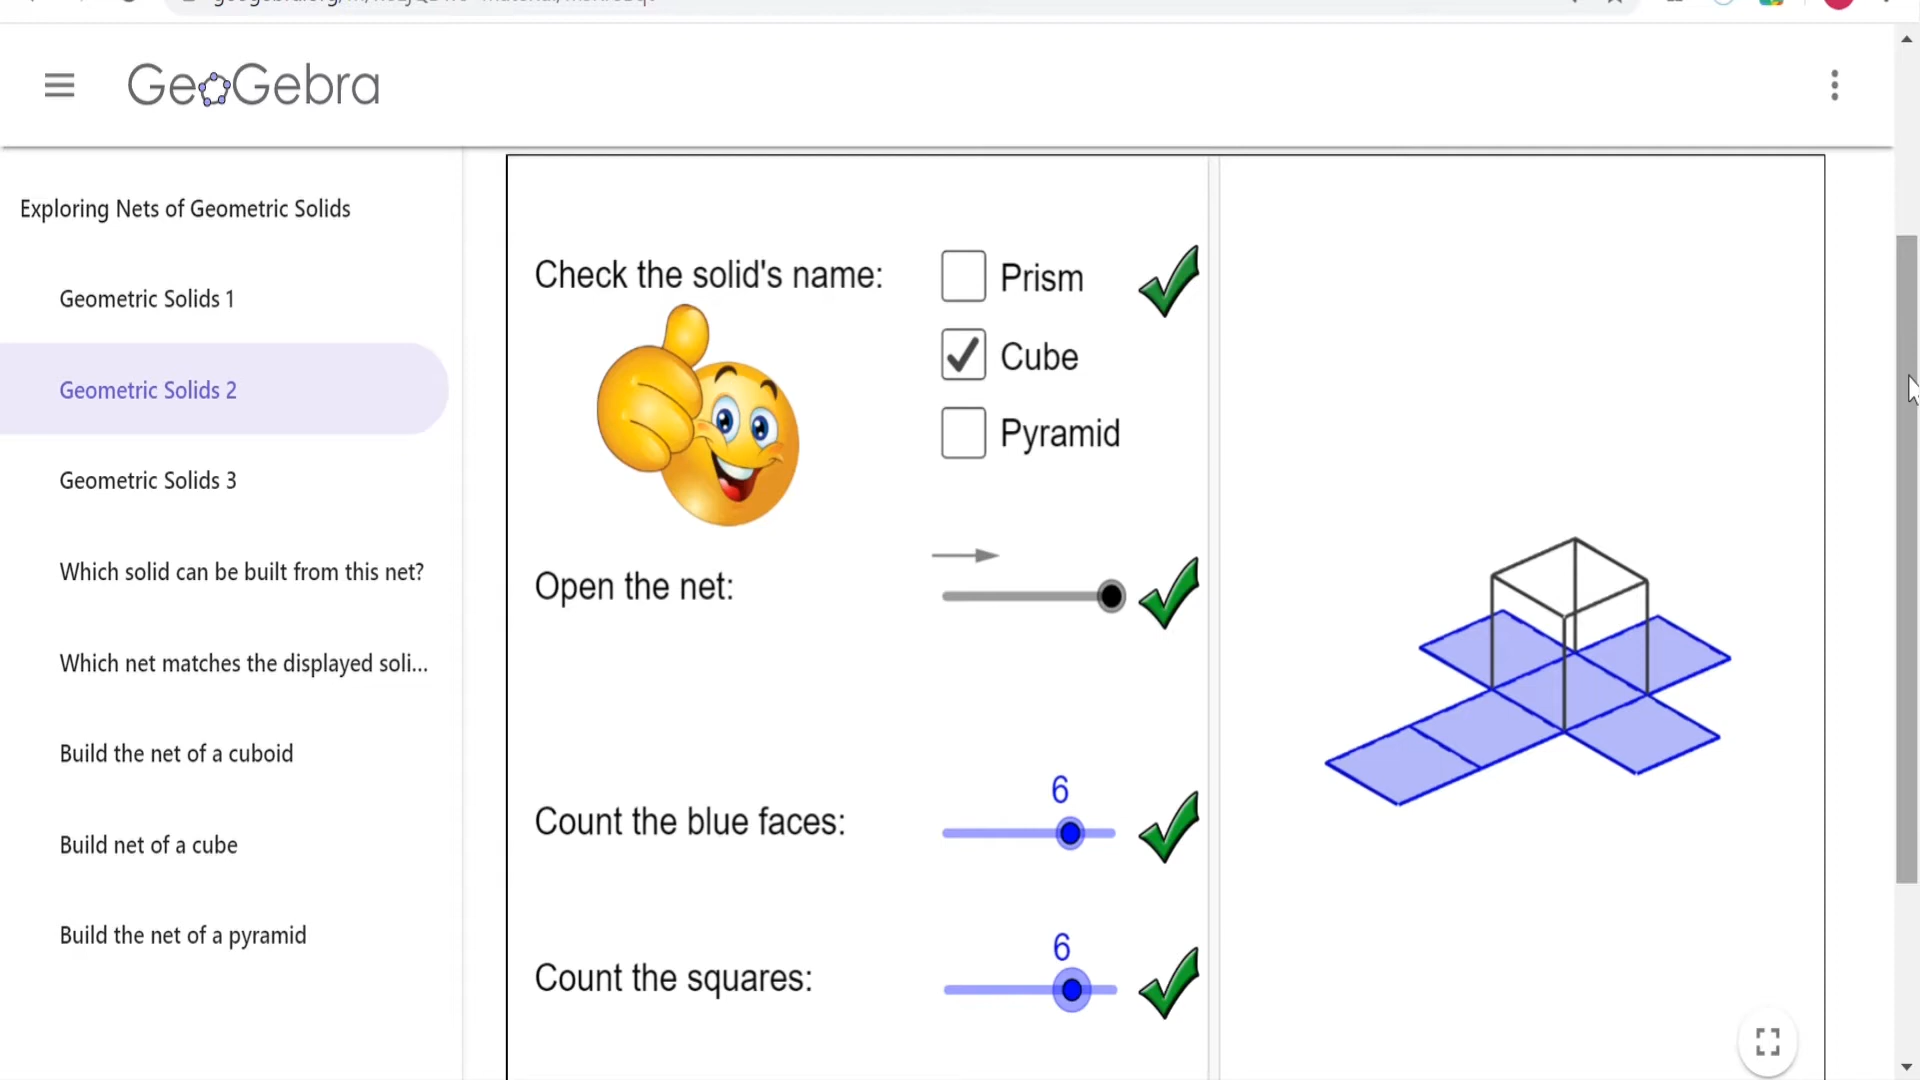 GeoGebra
Exploring Nets of Geometric Solids
Geometric Solids 1
Geometric Solids 2
Geometric Solids 3
Which solid can be built from this net?
Which net matches the displayed soli...
Build the net of a cuboid
Build net of a cube
Build the net of a pyramid
Check the solid's name:
Prism
Cube
Pyramid
Open the net:
6
Count the blue faces:
6
Count the squares: